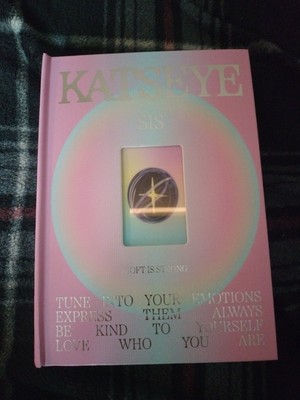 KATSEYE
SIS
SOFT IS STRONG
TUNE INTO YOUR EMOTIONS
EXPRESS THEM ALWAYS
BE KIND TO YOURSELF
LOVE WHO YOU ARE